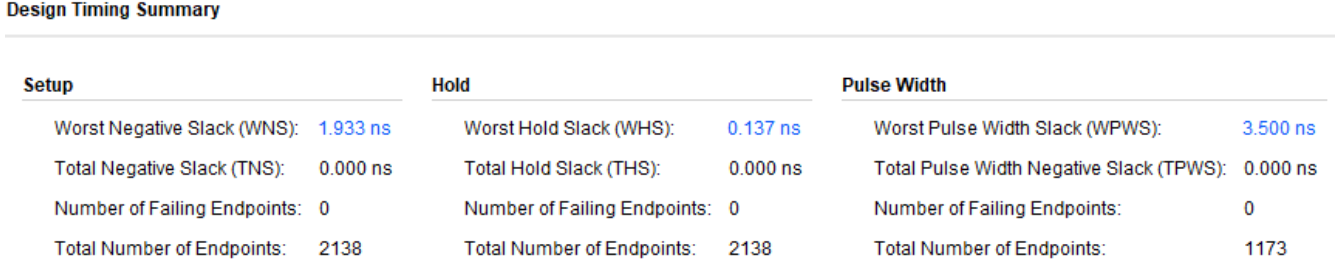 Design Timing Summary
Setup Hold Pulse Width
Worst Negative Slack (WNS): 1.933 ns Worst Hold Slack (WHS): 0.137 ns Worst Pulse Width Slack (WPWS): 3.500 ns
Total Negative Slack (TNS): 0.000 ns Total Hold Slack (THS): 0.000 ns Total Pulse Width Negative Slack (TPWS): 0.000 ns
Number of Failing Endpoints: 0 Number of Failing Endpoints: 0 Number of Failing Endpoints: 0
Total Number of Endpoints: 2138 Total Number of Endpoints: 2138 Total Number of Endpoints: 1173